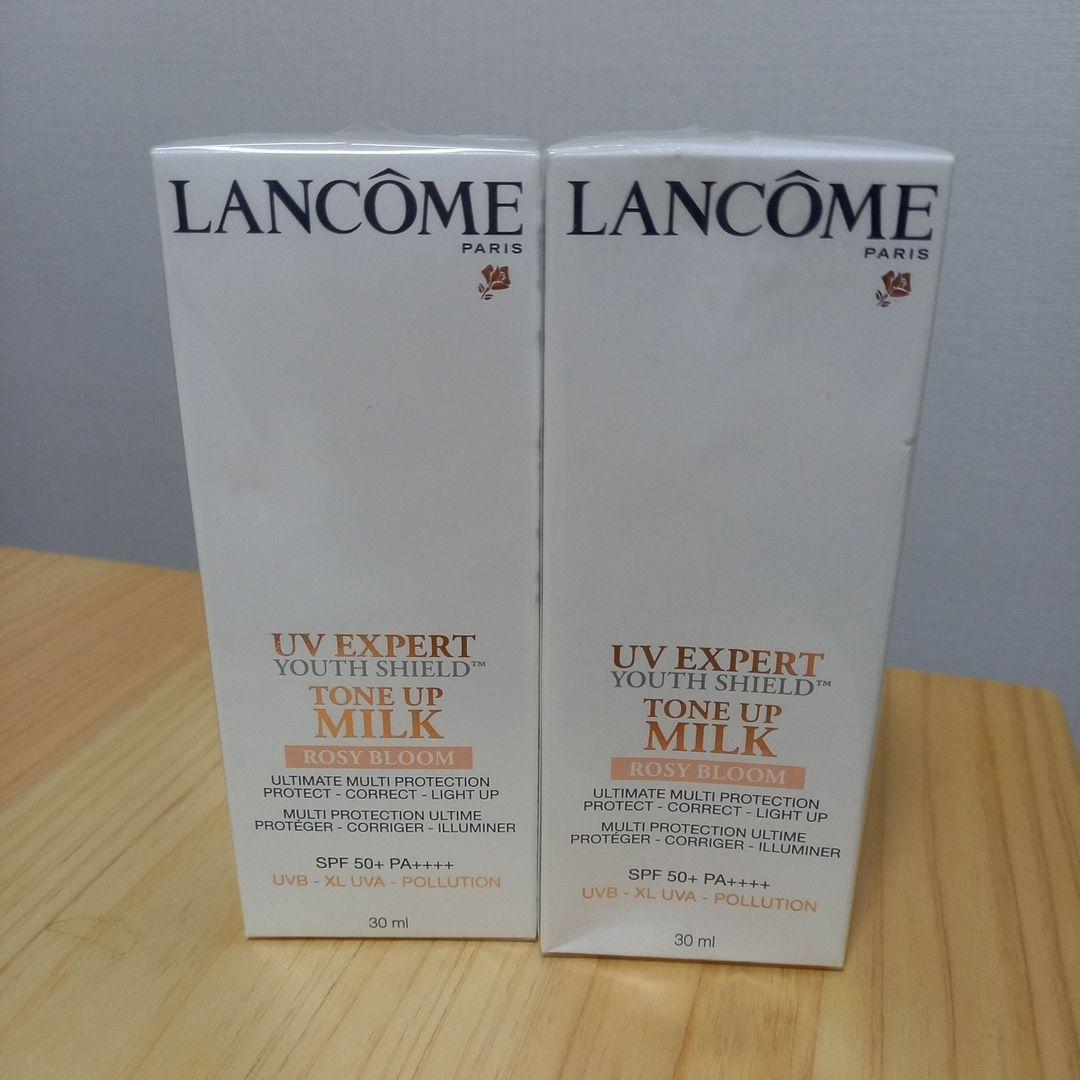 LANCÔME
PARIS
UV EXPERT
YOUTH SHIELD™
TONE UP
MILK
ROSY BLOOM
ULTIMATE MULTI PROTECTION
PROTECT - CORRECT - LIGHT UP
MULTI PROTECTION ULTIME
PROTÉGER - CORRIGER - ILLUMINER
SPF 50+ PA++++
UVB - XL UVA - POLLUTION
30 ml
LANCÔME
PARIS
UV EXPERT
YOUTH SHIELD™
TONE UP
MILK
ROSY BLOOM
ULTIMATE MULTI PROTECTION
PROTECT - CORRECT - LIGHT UP
MULTI PROTECTION ULTIME
PROTÉGER - CORRIGER - ILLUMINER
SPF 50+ PA++++
UVB - XL UVA - POLLUTION
30 ml